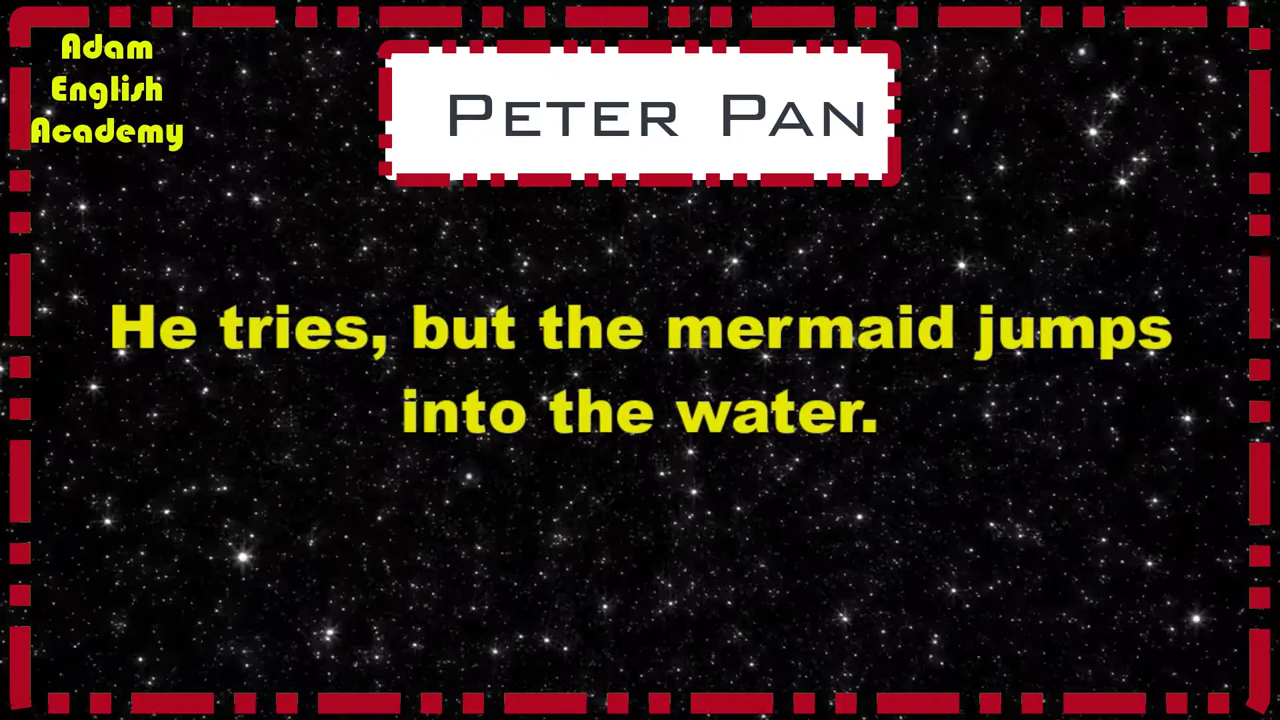 Adam
English
Academy
Peter Pan
He tries, but the mermaid jumps
into the water.